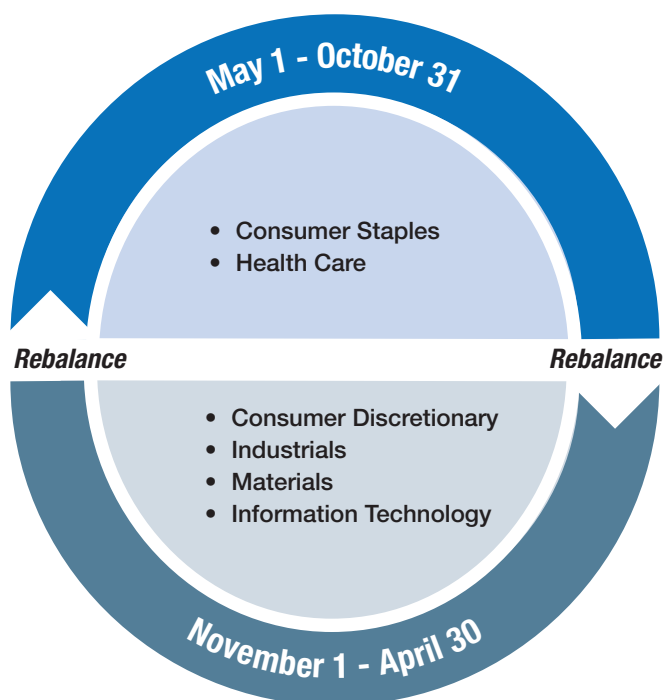 May 1 - October 31
• Consumer Staples
• Health Care
Rebalance
Rebalance
• Consumer Discretionary
• Industrials
• Materials
• Information Technology
November 1 - April 30